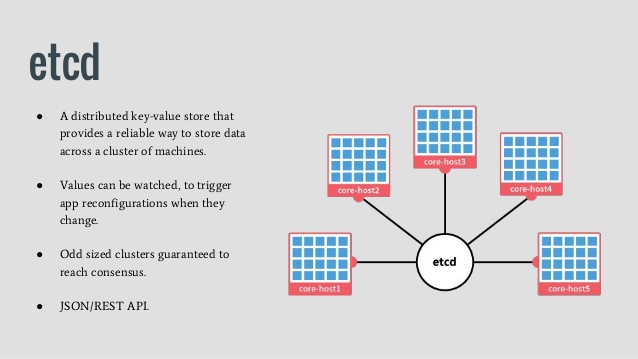 etcd
● A distributed key-value store that
provides a reliable way to store data
across a cluster of machines.
● Values can be watched, to trigger
app reconfigurations when they
change.
● Odd sized clusters guaranteed to
reach consensus.
● JSON/REST API.
core-host3
core-host2
core-host4
core-host1
etcd
core-host5